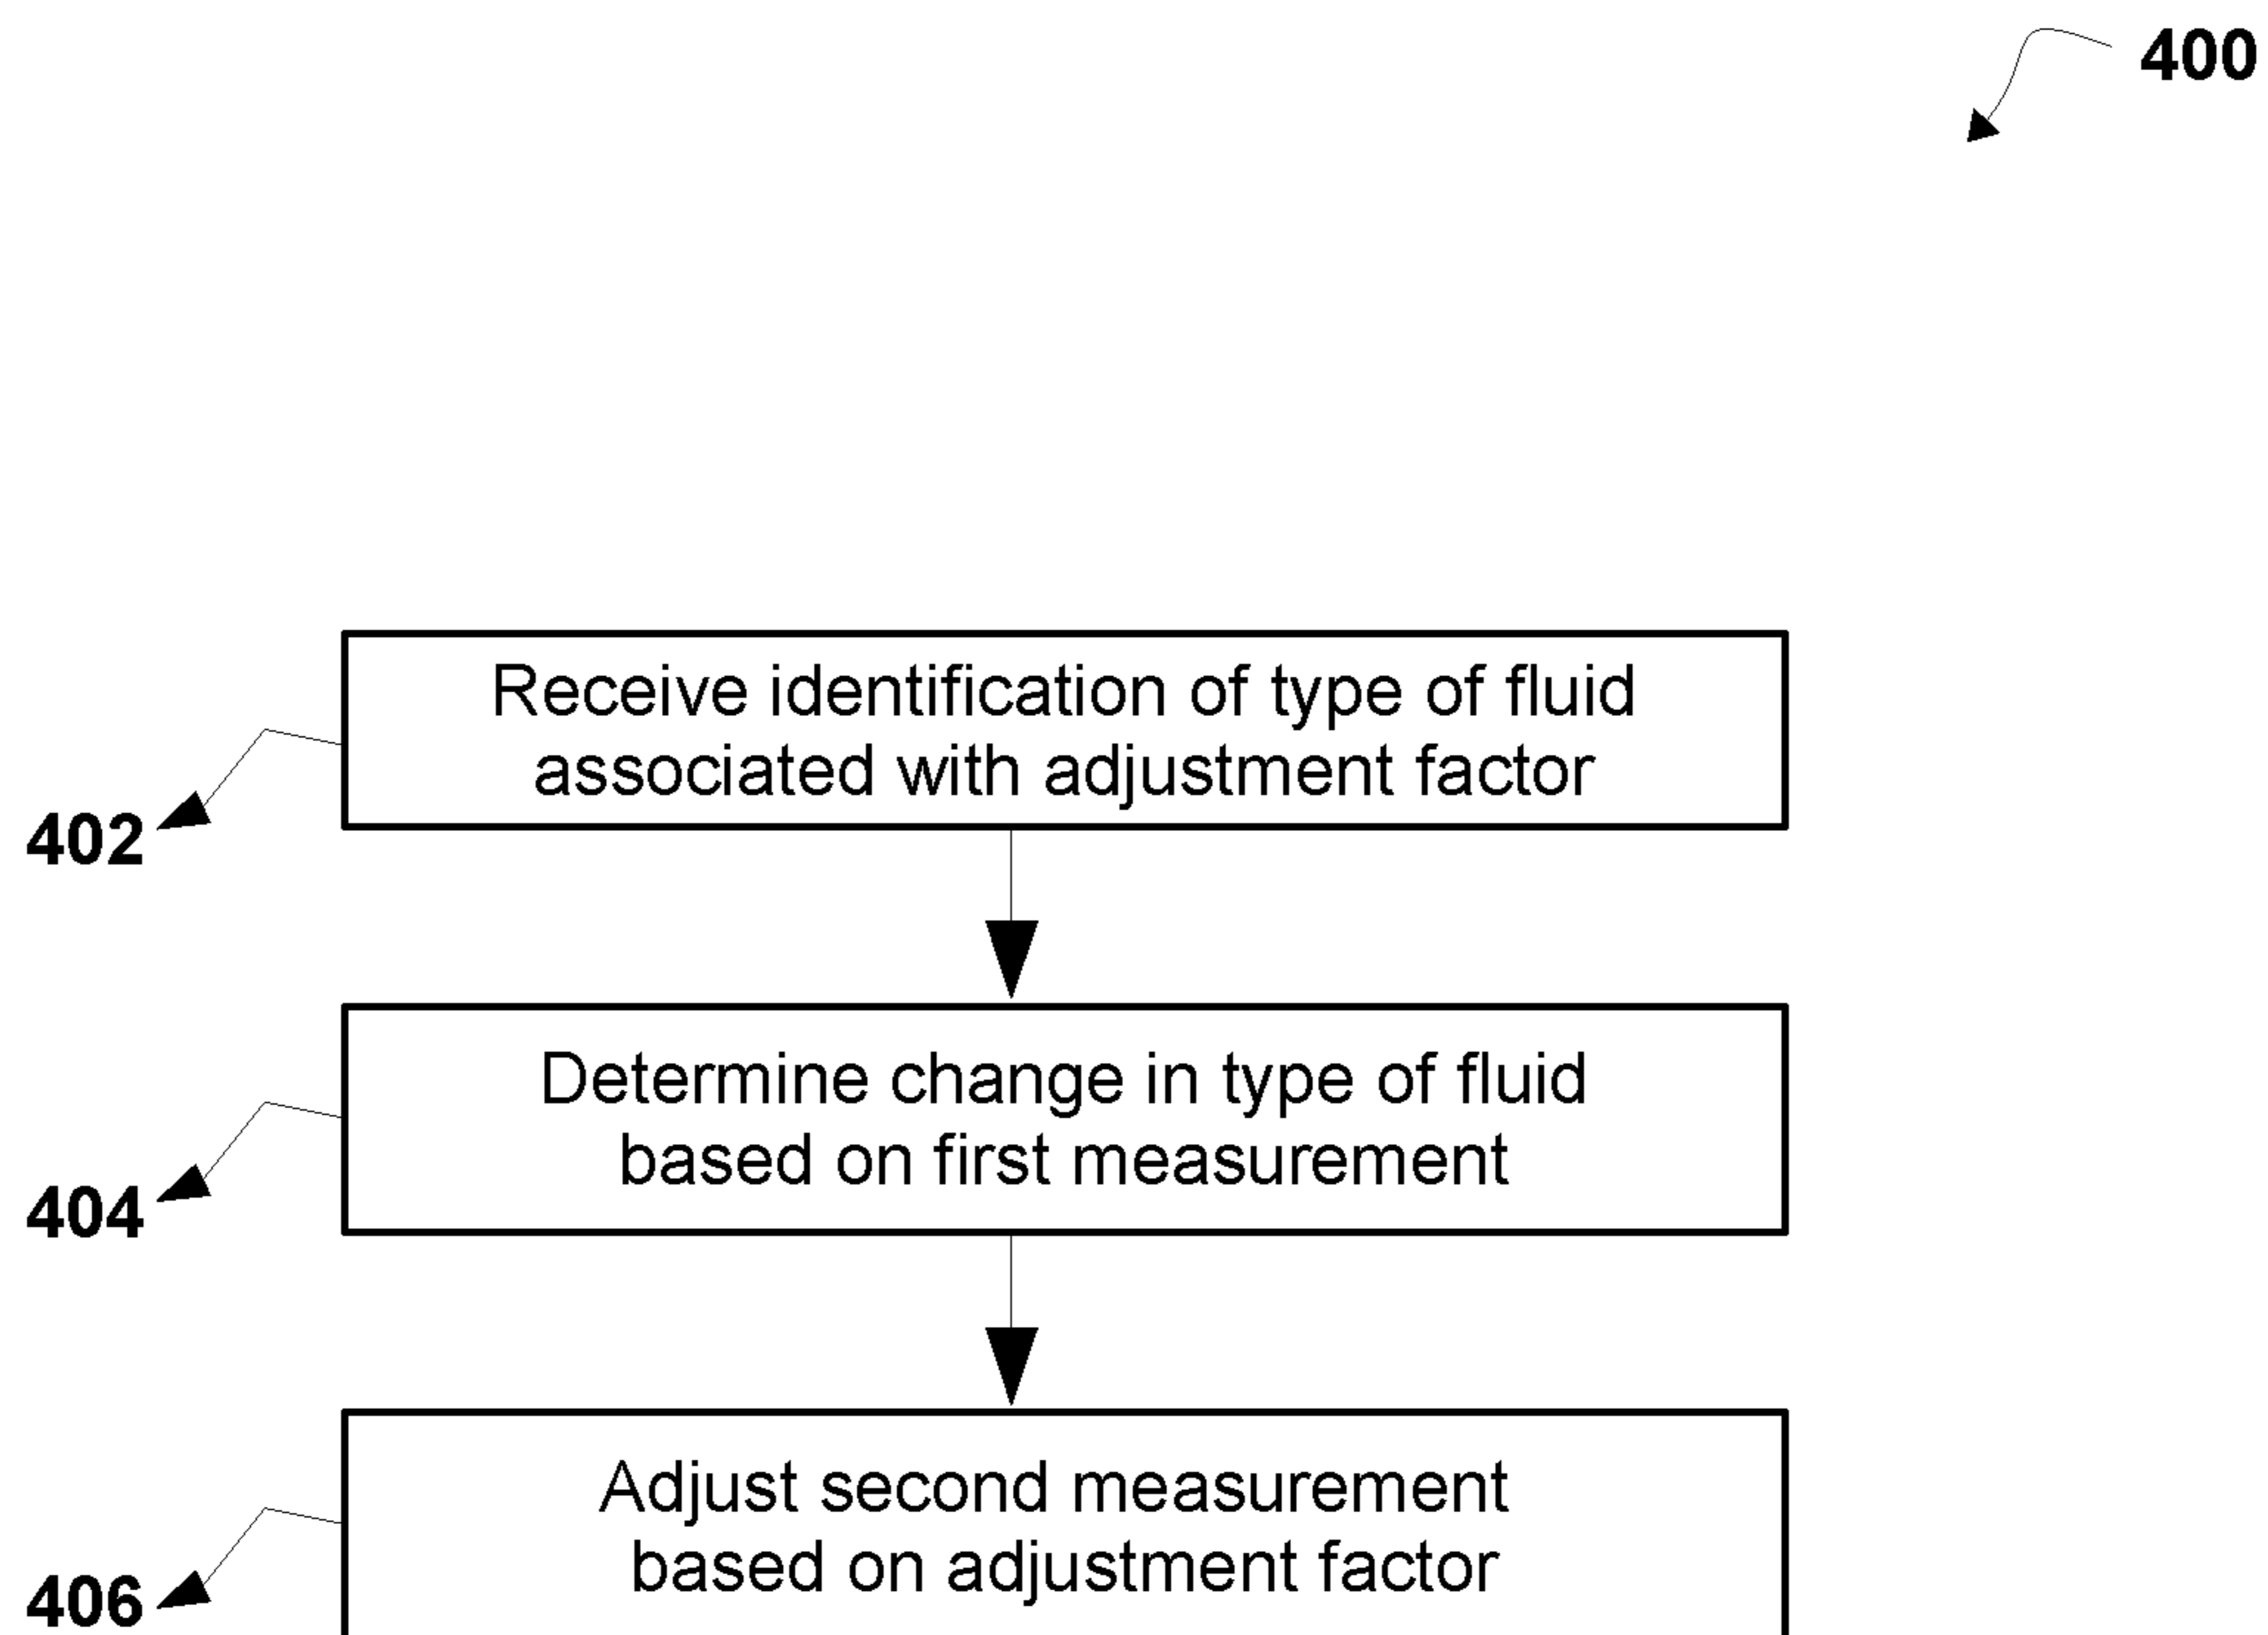 400
Receive identification of type of fluid
associated with adjustment factor
402
Determine change in type of fluid
based on first measurement
404
Adjust second measurement
based on adjustment factor
406